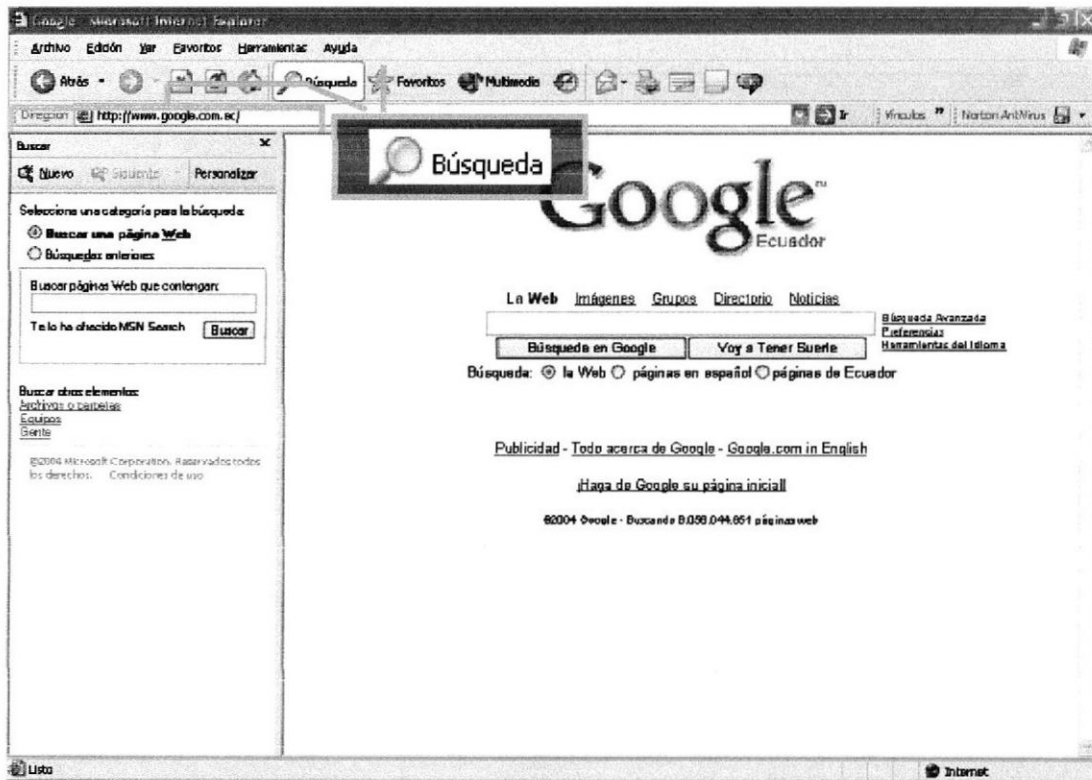 Google - Microsoft Internet Explorer
Archivo Edición Ver Favoritos Herramientas Ayuda
Atrás Búsqueda Favoritos Multimedia
Dirección http://www.google.com.ec/ Ir Vínculos Norton AntiVirus
Búsqueda
Buscar
Nuevo Siguiente Personalizar
Seleccione una categoría para la búsqueda:
Buscar una página Web
Búsquedas anteriores
Buscar páginas Web que contengan:
Te lo ha ofrecido MSN Search Buscar
Buscar otros elementos:
Archivos o carpetas
Equipos
Gente
©2004 Microsoft Corporation. Reservados todos
los derechos. Condiciones de uso
Google™
Ecuador
La Web Imágenes Grupos Directorio Noticias
Búsqueda Avanzada
Preferencias
Herramientas del Idioma
Búsqueda en Google Voy a Tener Suerte
Búsqueda: la Web páginas en español páginas de Ecuador
Publicidad - Todo acerca de Google - Google.com in English
¡Haga de Google su página inicial!
©2004 Google - Buscando 8.058.044.651 páginas web
Listo Internet